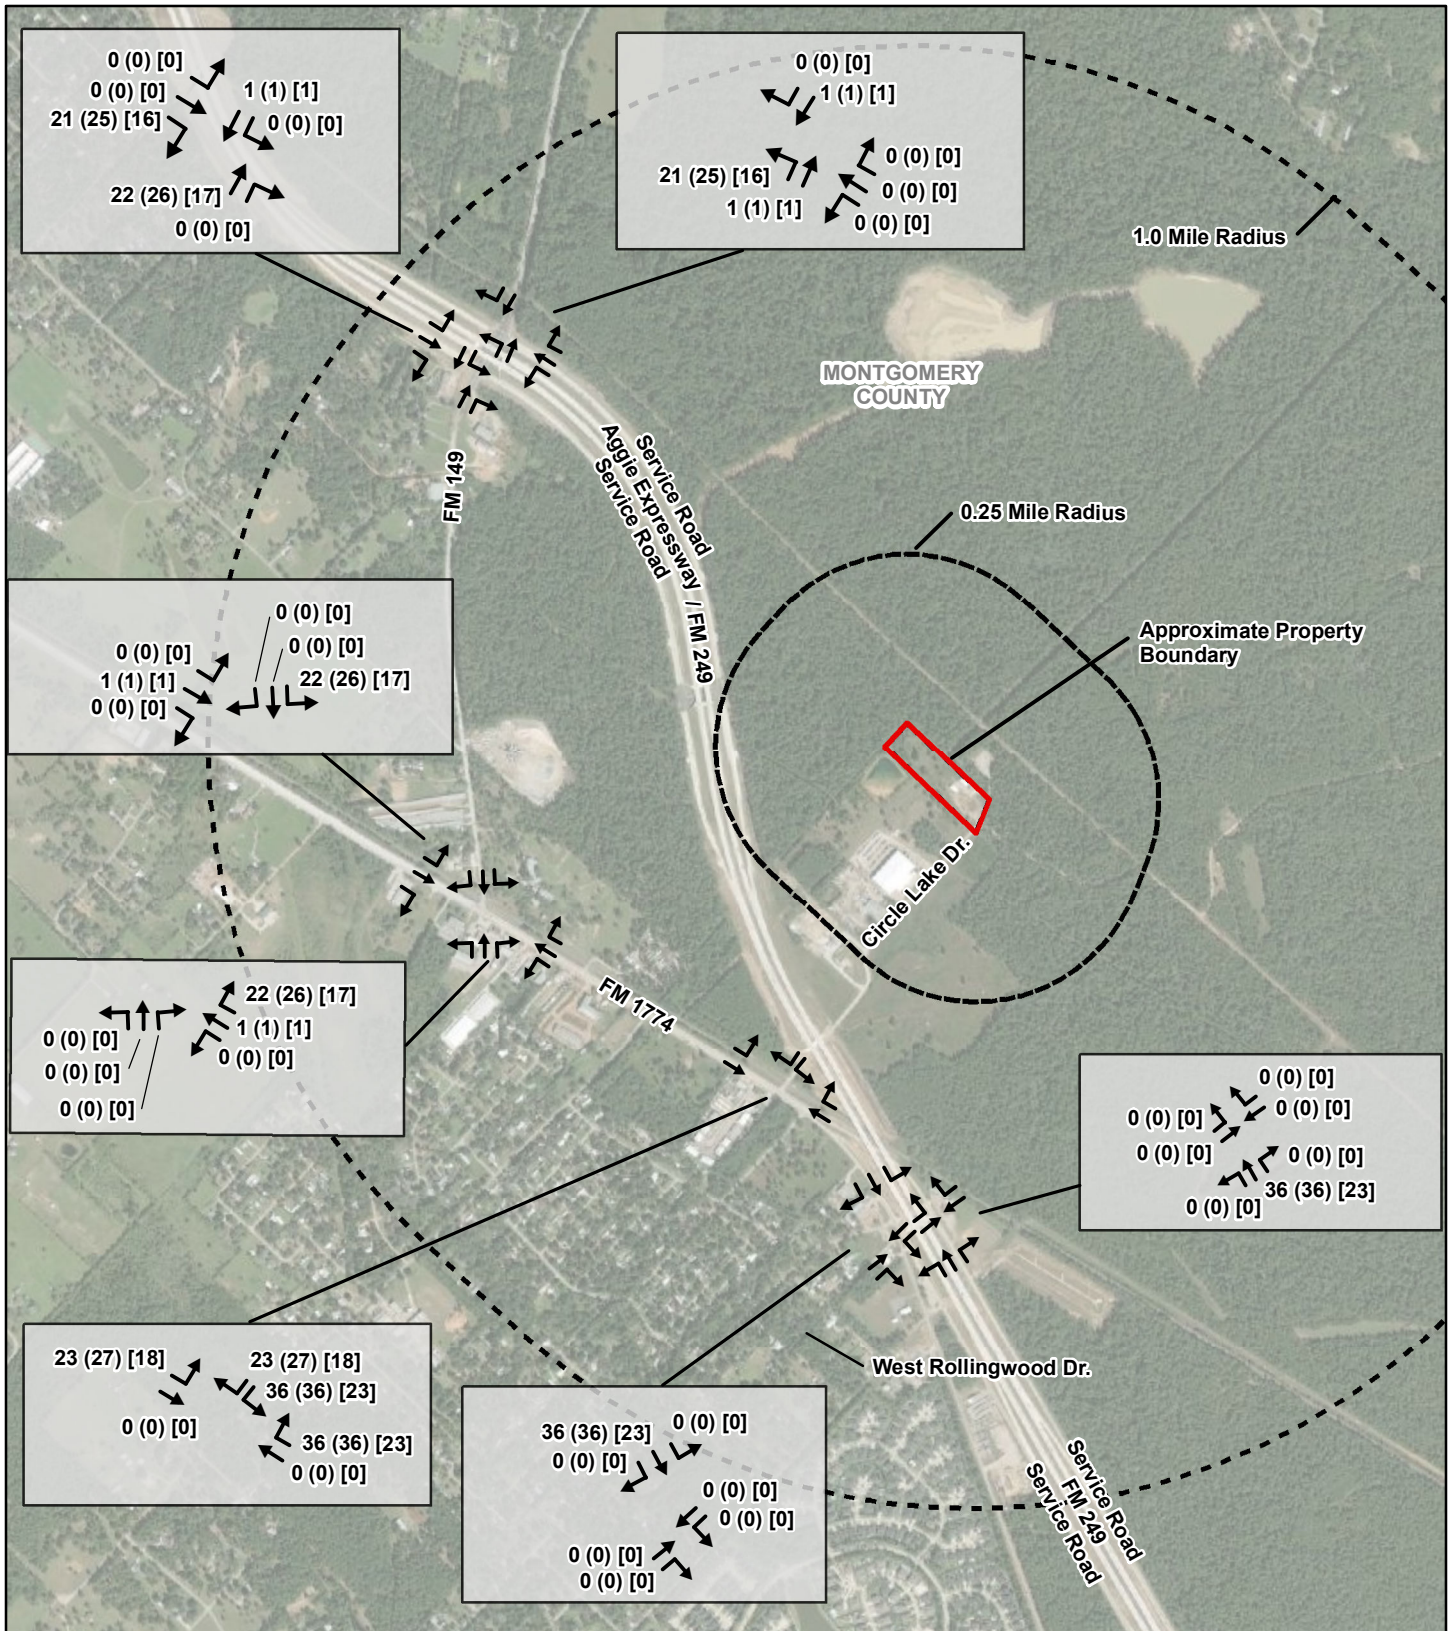 0 (0) [0]
0 (0) [0]
21 (25) [16]
1 (1) [1]
0 (0) [0]
22 (26) [17]
0 (0) [0]
0 (0) [0]
1 (1) [1]
21 (25) [16]
1 (1) [1]
0 (0) [0]
0 (0) [0]
0 (0) [0]
1.0 Mile Radius
MONTGOMERY
COUNTY
Service Road
Aggie Expressway / FM 249
Service Road
FM 149
0.25 Mile Radius
Approximate Property
Boundary
0 (0) [0]
0 (0) [0]
22 (26) [17]
0 (0) [0]
1 (1) [1]
0 (0) [0]
Circle Lake Dr.
FM 1774
22 (26) [17]
1 (1) [1]
0 (0) [0]
0 (0) [0]
0 (0) [0]
0 (0) [0]
0 (0) [0]
0 (0) [0]
0 (0) [0]
0 (0) [0]
0 (0) [0]
36 (36) [23]
0 (0) [0]
23 (27) [18]
0 (0) [0]
23 (27) [18]
36 (36) [23]
36 (36) [23]
0 (0) [0]
West Rollingwood Dr.
36 (36) [23]
0 (0) [0]
0 (0) [0]
0 (0) [0]
0 (0) [0]
0 (0) [0]
0 (0) [0]
Service Road
FM 249
Service Road